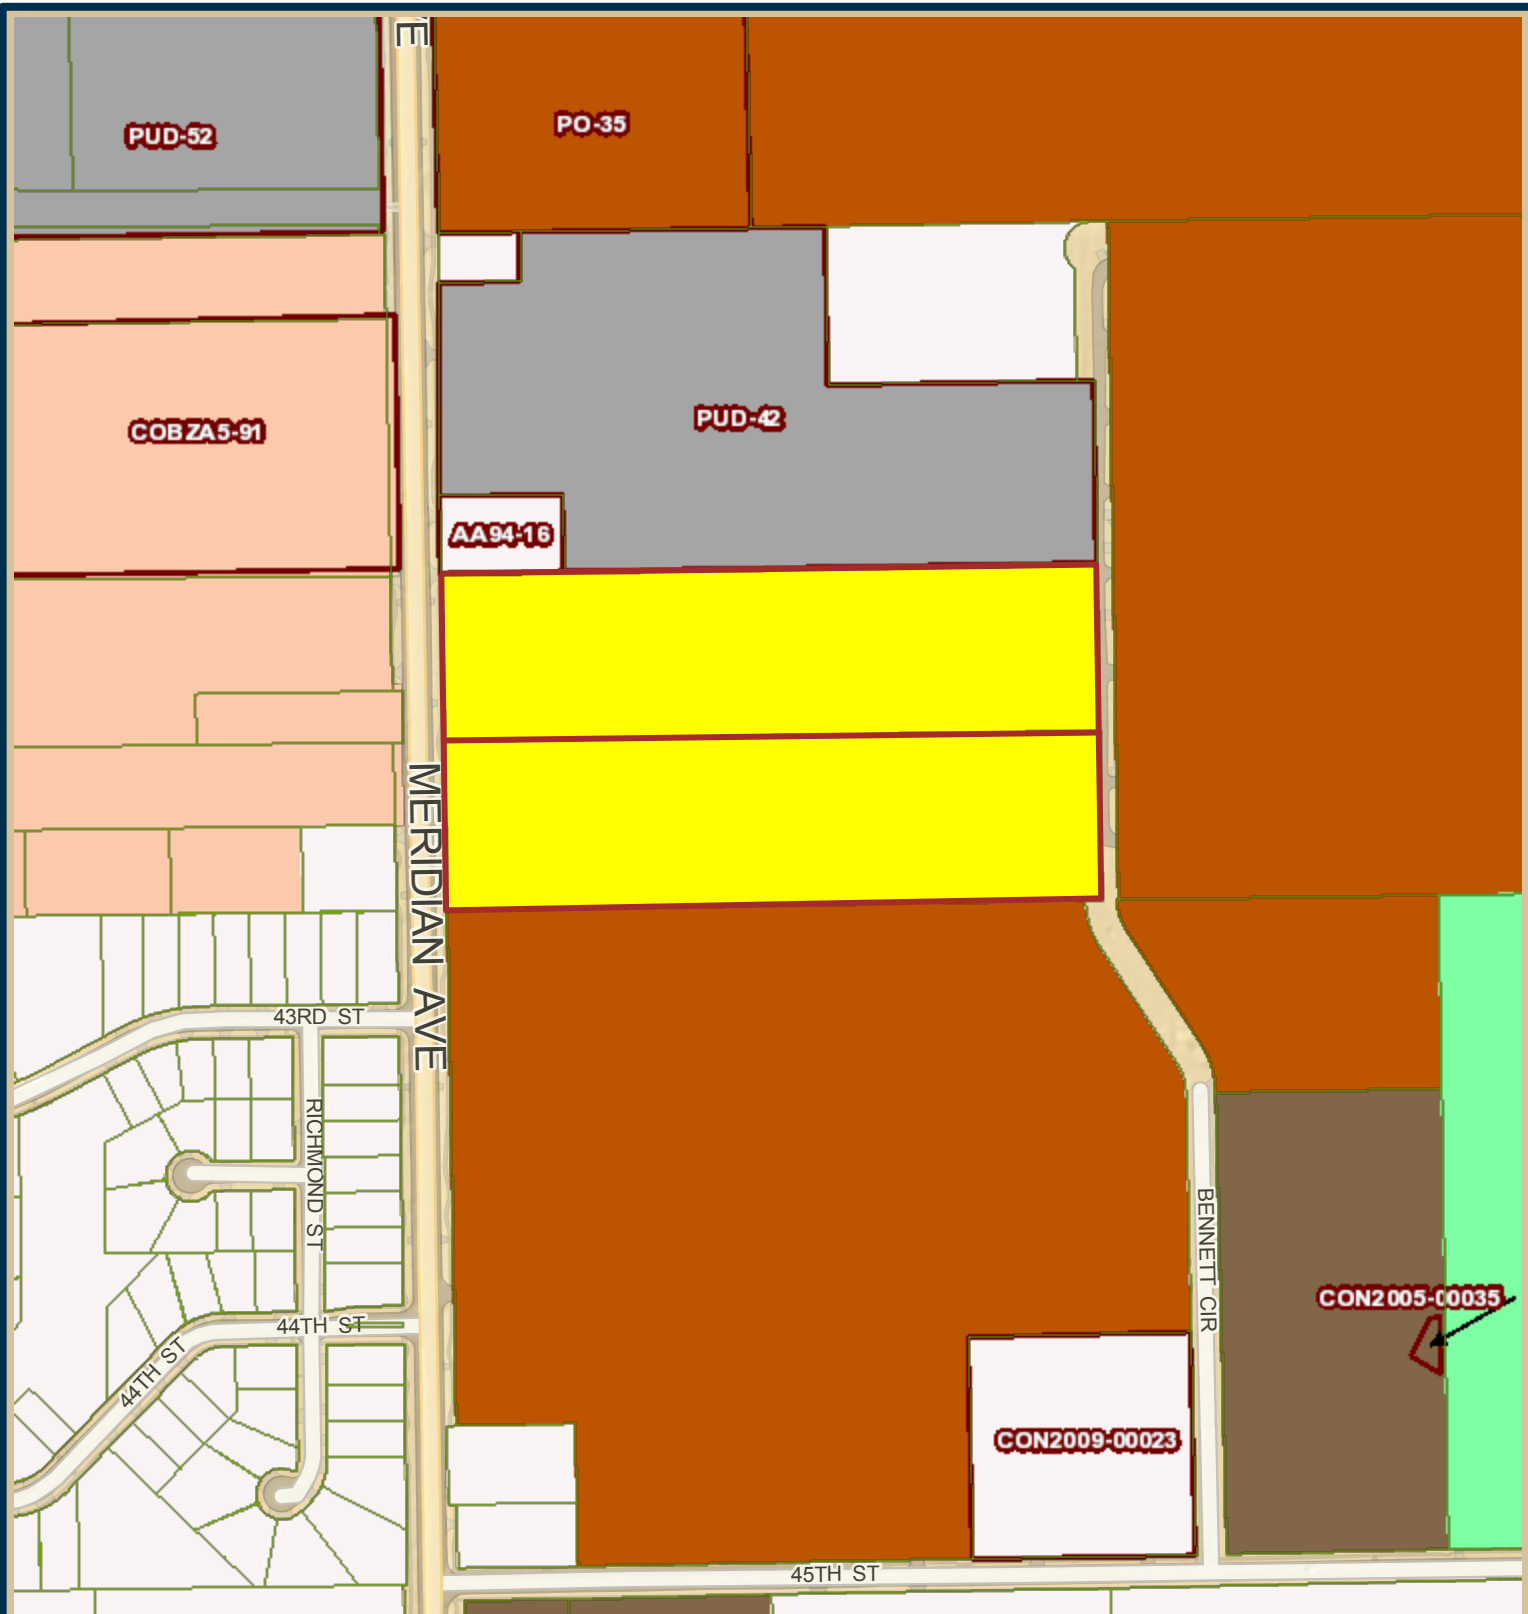 E
PUD-52
PO-35
COBZA5-91
PUD-42
AA94-16
MERIDIAN AVE
43RD ST
RICHMOND ST
BENNETT CIR
CON2005-00035
44TH ST
44TH ST
CON2009-00023
45TH ST